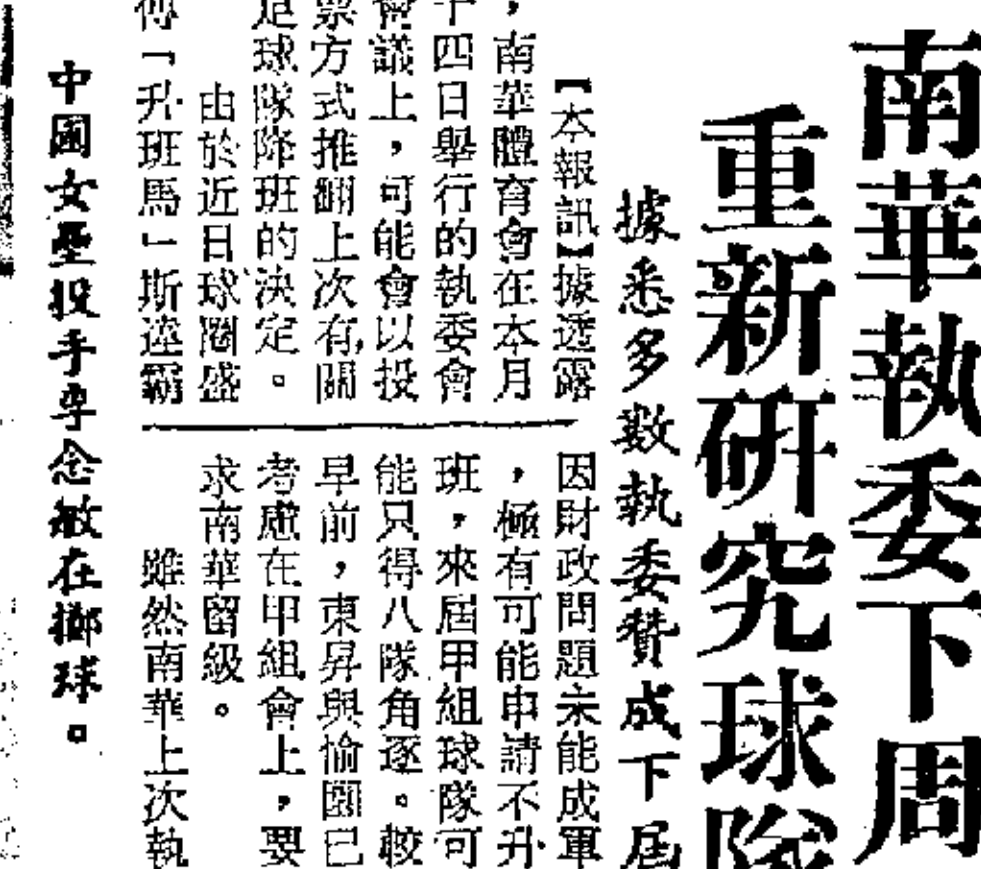 南華執委下周
重新研究球隊
據悉多數執委贊成下屆
【本報訊】據透露
，南華體育會在本月
十四日舉行的執委會
會議上，可能會以投
票方式推翻上次有關
足球隊降班的決定。
由於近日球圈盛
傳「升班馬」斯達霸
因財政問題未能成軍
，極有可能申請不升
班，來屆甲組球隊可
能只得八隊角逐。較
早前，東昇與愉園已
考慮在甲組會上，要
求南華留級。
雖然南華上次執
中國女壘投手李念敏在擲球。